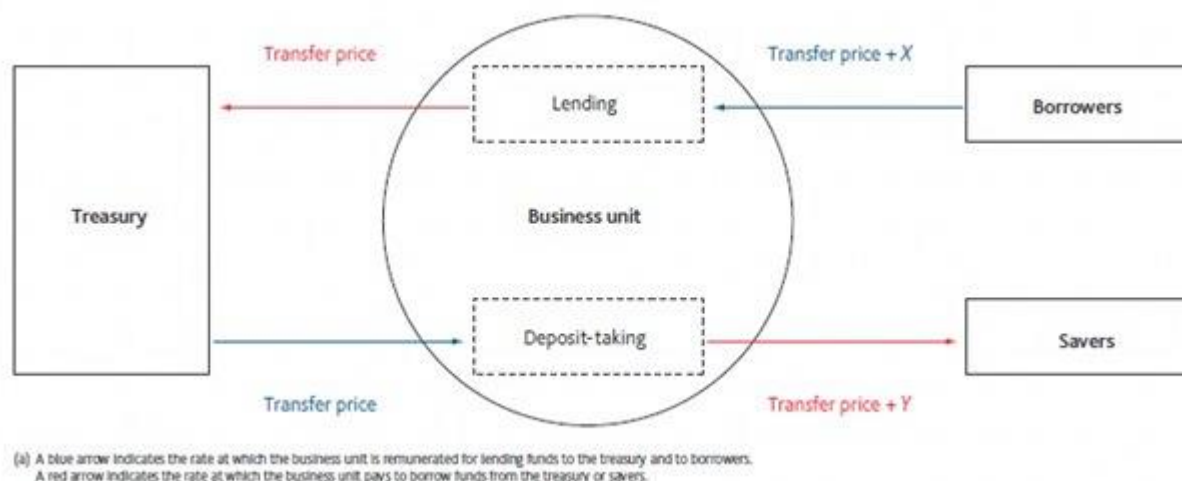 Transfer price
Transfer price + X
Lending
Borrowers
Treasury
Business unit
Deposit-taking
Savers
Transfer price
Transfer price + Y
(a) A blue arrow indicates the rate at which the business unit is remunerated for lending funds to the treasury and to borrowers.
A red arrow indicates the rate at which the business unit pays to borrow funds from the treasury or savers.